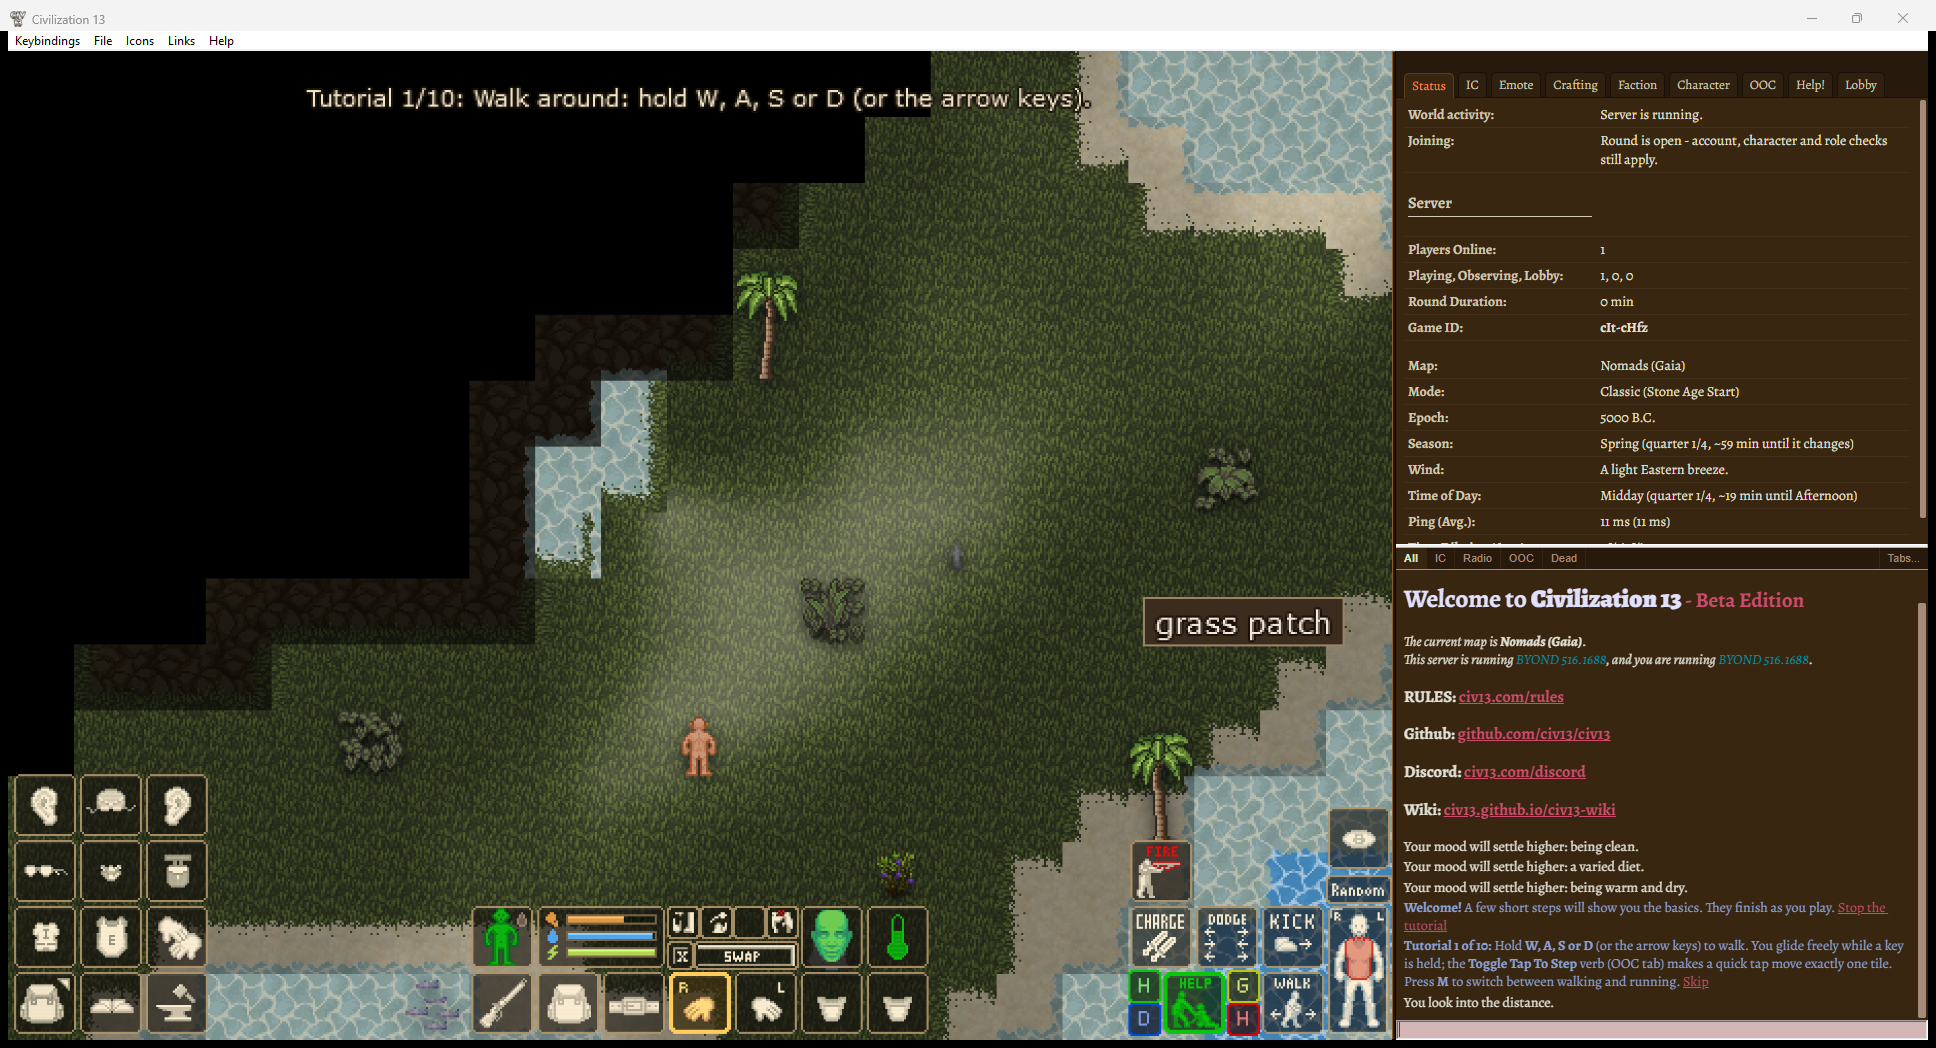 Civilization 13
Keybindings File Icons Links Help
Tutorial 1/10: Walk around: hold W, A, S or D (or the arrow keys).
grass patch
FIRE
Random
CHARGE DODGE KICK R L
X SWAP
E
R L
H HELP G WALK
D H
Status IC Emote Crafting Faction Character OOC Help! Lobby
World activity: Server is running.
Joining: Round is open - account, character and role checks
still apply.
Server
Players Online: 1
Playing, Observing, Lobby: 1, 0, 0
Round Duration: 0 min
Game ID: cIt-cHfz
Map: Nomads (Gaia)
Mode: Classic (Stone Age Start)
Epoch: 5000 B.C.
Season: Spring (quarter 1/4, ~59 min until it changes)
Wind: A light Eastern breeze.
Time of Day: Midday (quarter 1/4, ~19 min until Afternoon)
Ping (Avg.): 11 ms (11 ms)
All IC Radio OOC Dead Tabs...
Welcome to Civilization 13 - Beta Edition
The current map is Nomads (Gaia).
This server is running BYOND 516.1688, and you are running BYOND 516.1688.
RULES: civ13.com/rules
Github: github.com/civ13/civ13
Discord: civ13.com/discord
Wiki: civ13.github.io/civ13-wiki
Your mood will settle higher: being clean.
Your mood will settle higher: a varied diet.
Your mood will settle higher: being warm and dry.
Welcome! A few short steps will show you the basics. They finish as you play. Stop the
tutorial
Tutorial 1 of 10: Hold W, A, S or D (or the arrow keys) to walk. You glide freely while a key
is held; the Toggle Tap To Step verb (OOC tab) makes a quick tap move exactly one tile.
Press M to switch between walking and running. Skip
You look into the distance.